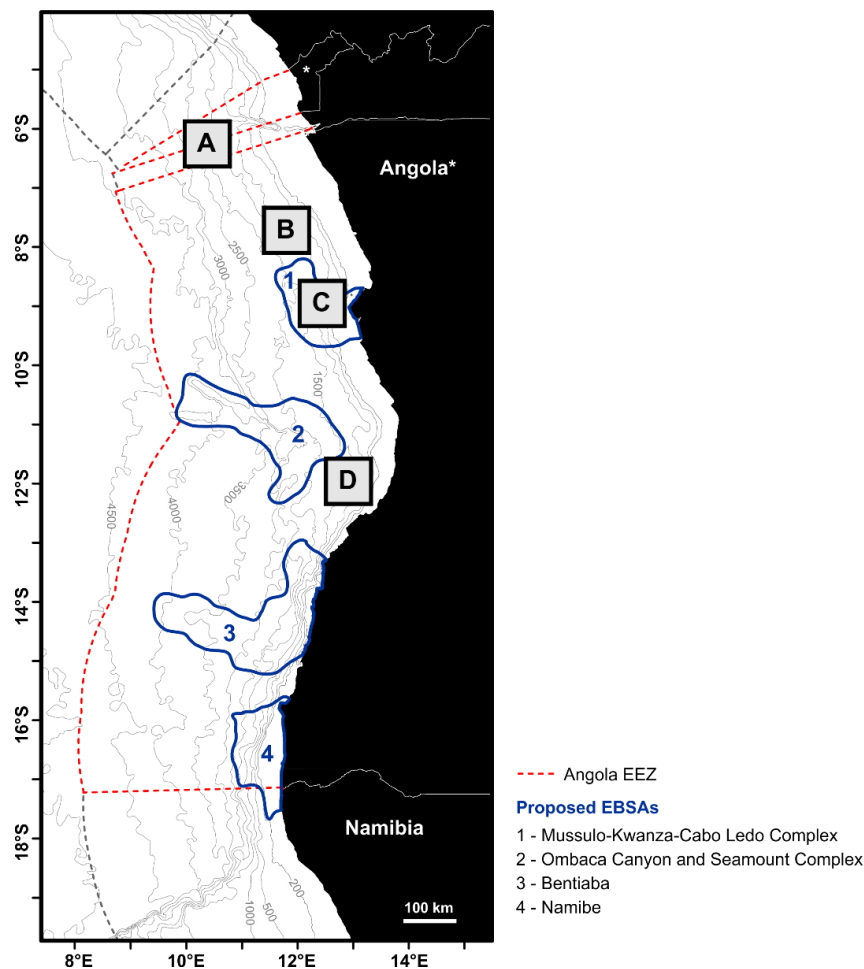 *
6°S
A
Angola*
B
8°S
2500
3000
1
C
10°S
1500
2
D
12°S
3500
4000
4500
14°S
3
16°S
4
Angola EEZ
Proposed EBSAs
Namibia
1 - Mussulo-Kwanza-Cabo Ledo Complex
18°S
2 - Ombaca Canyon and Seamount Complex
200
500
1000
3 - Bentiaba
100 km
4 - Namibe
8°E 10°E 12°E 14°E